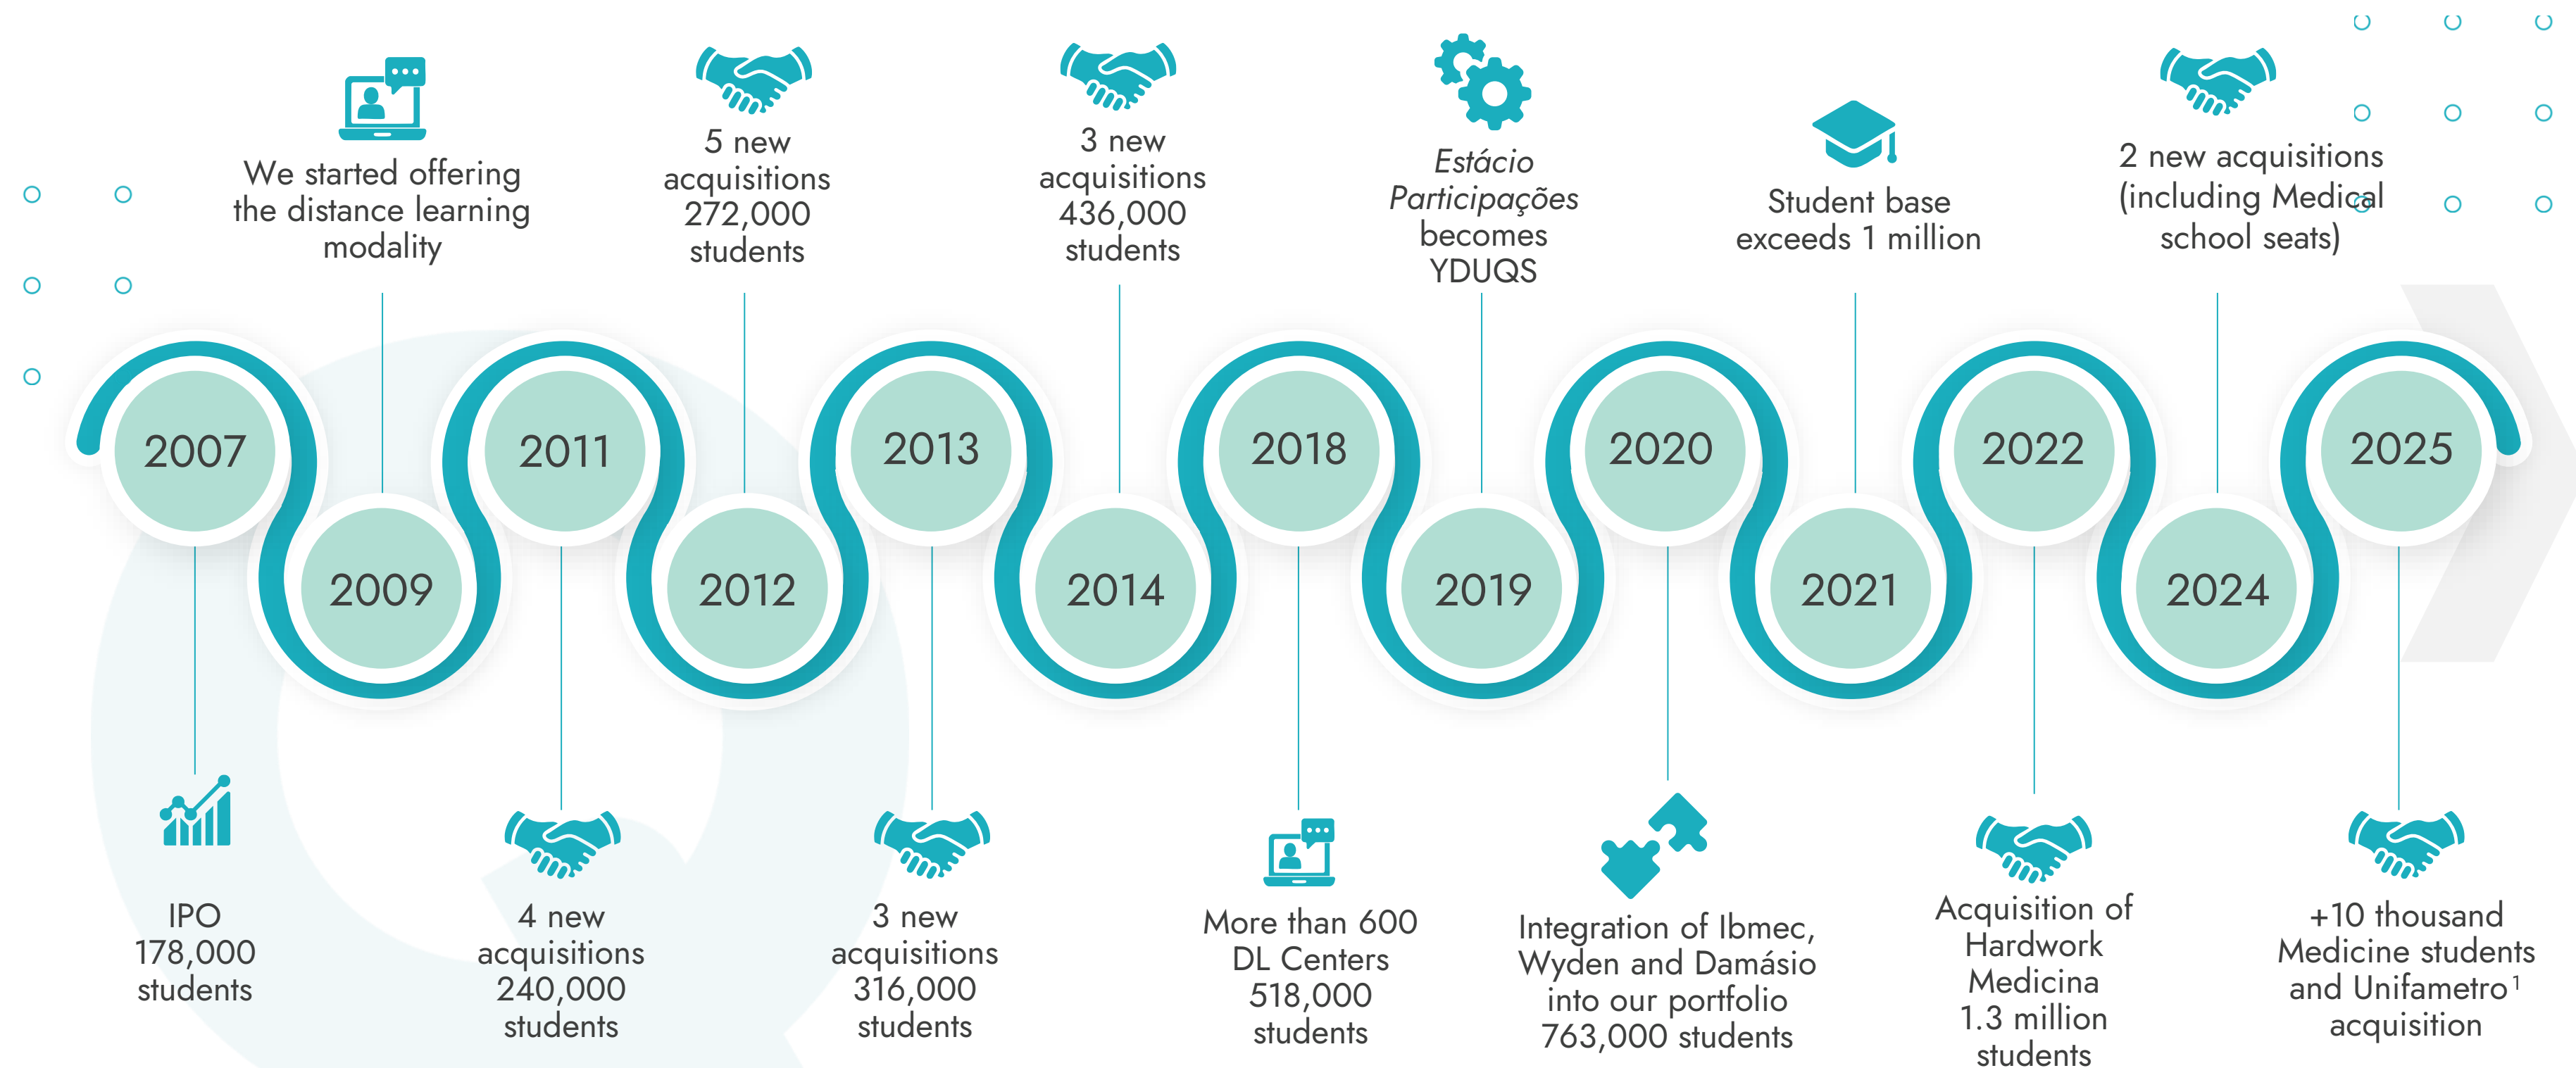 We started offering
the distance learning
modality
5 new
acquisitions
272,000
students
3 new
acquisitions
436,000
students
Estácio
Participações
becomes
YDUQS
Student base
exceeds 1 million
2 new acquisitions
(including Medical
school seats)
2007
2009
2011
2012
2013
2014
2018
2019
2020
2021
2022
2024
2025
IPO
178,000
students
4 new
acquisitions
240,000
students
3 new
acquisitions
316,000
students
More than 600
DL Centers
518,000
students
Integration of Ibmec,
Wyden and Damásio
into our portfolio
763,000 students
Acquisition of
Hardwork
Medicina
1.3 million
students
+10 thousand
Medicine students
and Unifametro¹
acquisition